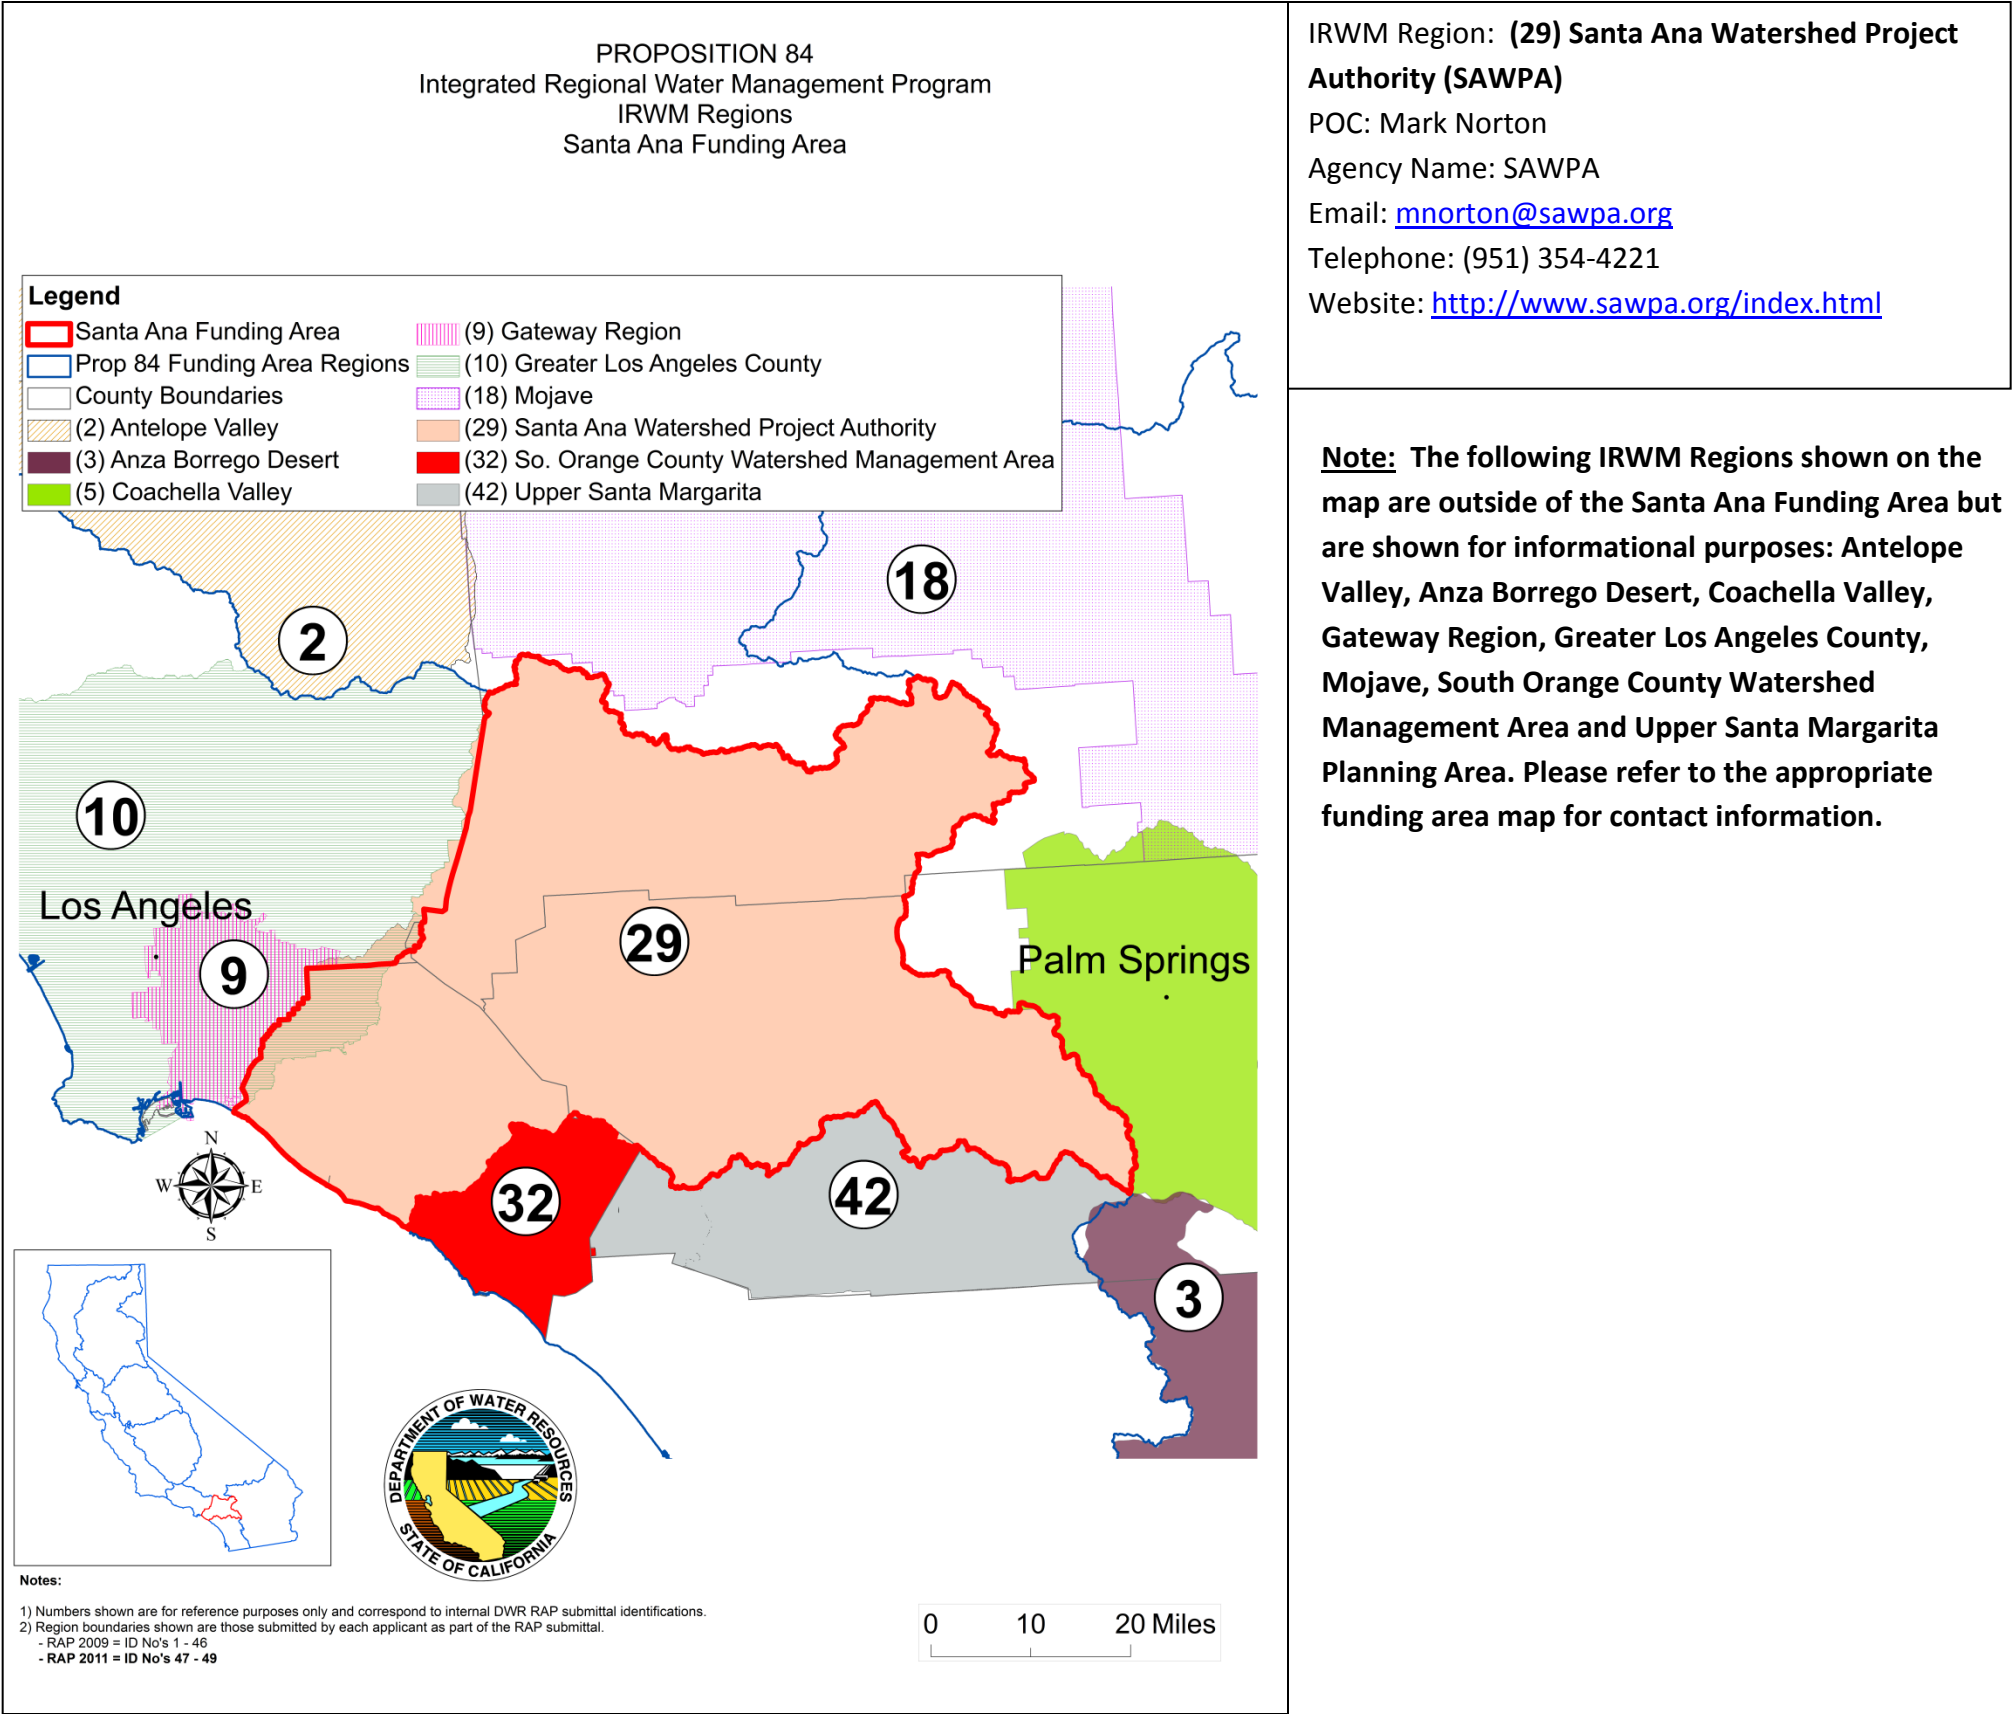 PROPOSITION 84
Integrated Regional Water Management Program
IRWM Regions
Santa Ana Funding Area
Legend
Santa Ana Funding Area
Prop 84 Funding Area Regions
County Boundaries
(2) Antelope Valley
(3) Anza Borrego Desert
(5) Coachella Valley
(9) Gateway Region
(10) Greater Los Angeles County
(18) Mojave
(29) Santa Ana Watershed Project Authority
(32) So. Orange County Watershed Management Area
(42) Upper Santa Margarita
18
2
10
Los Angeles
29
9
Palm Springs
N
W E
S
32
42
3
DEPARTMENT OF WATER RESOURCES
STATE OF CALIFORNIA
Notes:
1) Numbers shown are for reference purposes only and correspond to internal DWR RAP submittal identifications.
2) Region boundaries shown are those submitted by each applicant as part of the RAP submittal.
- RAP 2009 = ID No's 1 - 46
- RAP 2011 = ID No's 47 - 49
0 10 20 Miles
IRWM Region: (29) Santa Ana Watershed Project
Authority (SAWPA)
POC: Mark Norton
Agency Name: SAWPA
Email: mnorton@sawpa.org
Telephone: (951) 354-4221
Website: http://www.sawpa.org/index.html
Note: The following IRWM Regions shown on the
map are outside of the Santa Ana Funding Area but
are shown for informational purposes: Antelope
Valley, Anza Borrego Desert, Coachella Valley,
Gateway Region, Greater Los Angeles County,
Mojave, South Orange County Watershed
Management Area and Upper Santa Margarita
Planning Area. Please refer to the appropriate
funding area map for contact information.